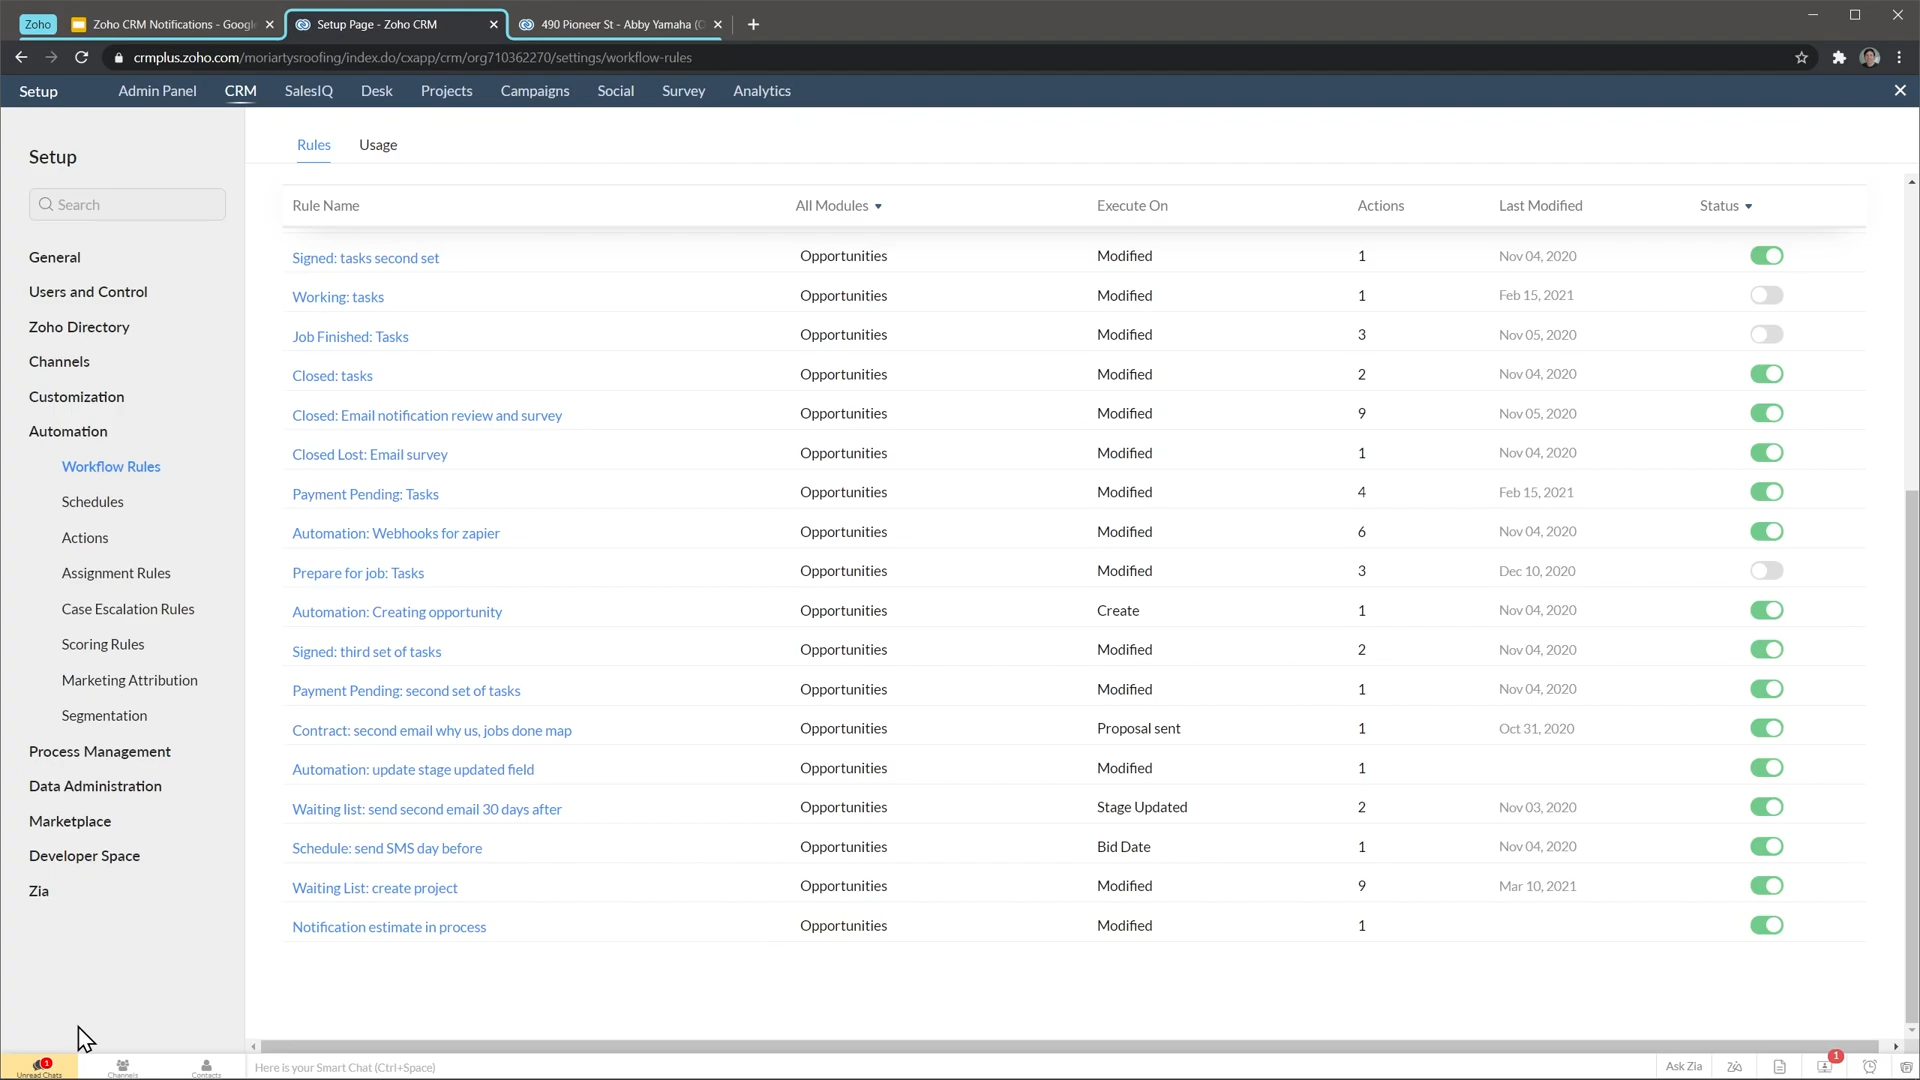 Zoho
Zoho CRM Notifications - Google
Setup Page - Zoho CRM
490 Pioneer St - Abby Yamaha (
crmplus.zoho.com/moriartysroofing/index.do/cxapp/crm/org710362270/settings/workflow-rules
Setup
Admin Panel
CRM
SalesIQ
Desk
Projects
Campaigns
Social
Survey
Analytics
Setup
Search
General
Users and Control
Zoho Directory
Channels
Customization
Automation
Workflow Rules
Schedules
Actions
Assignment Rules
Case Escalation Rules
Scoring Rules
Marketing Attribution
Segmentation
Process Management
Data Administration
Marketplace
Developer Space
Zia
Rules Usage
Rule Name All Modules Execute On Actions Last Modified Status
Signed: tasks second set Opportunities Modified 1 Nov 04, 2020
Working: tasks Opportunities Modified 1 Feb 15, 2021
Job Finished: Tasks Opportunities Modified 3 Nov 05, 2020
Closed: tasks Opportunities Modified 2 Nov 04, 2020
Closed: Email notification review and survey Opportunities Modified 9 Nov 05, 2020
Closed Lost: Email survey Opportunities Modified 1 Nov 04, 2020
Payment Pending: Tasks Opportunities Modified 4 Feb 15, 2021
Automation: Webhooks for zapier Opportunities Modified 6 Nov 04, 2020
Prepare for job: Tasks Opportunities Modified 3 Dec 10, 2020
Automation: Creating opportunity Opportunities Create 1 Nov 04, 2020
Signed: third set of tasks Opportunities Modified 2 Nov 04, 2020
Payment Pending: second set of tasks Opportunities Modified 1 Nov 04, 2020
Contract: second email why us, jobs done map Opportunities Proposal sent 1 Oct 31, 2020
Automation: update stage updated field Opportunities Modified 1
Waiting list: send second email 30 days after Opportunities Stage Updated 2 Nov 03, 2020
Schedule: send SMS day before Opportunities Bid Date 1 Nov 04, 2020
Waiting List: create project Opportunities Modified 9 Mar 10, 2021
Notification estimate in process Opportunities Modified 1
1
Unread Chats
Channels
Contacts
Here is your Smart Chat (Ctrl+Space)
Ask Zia
1